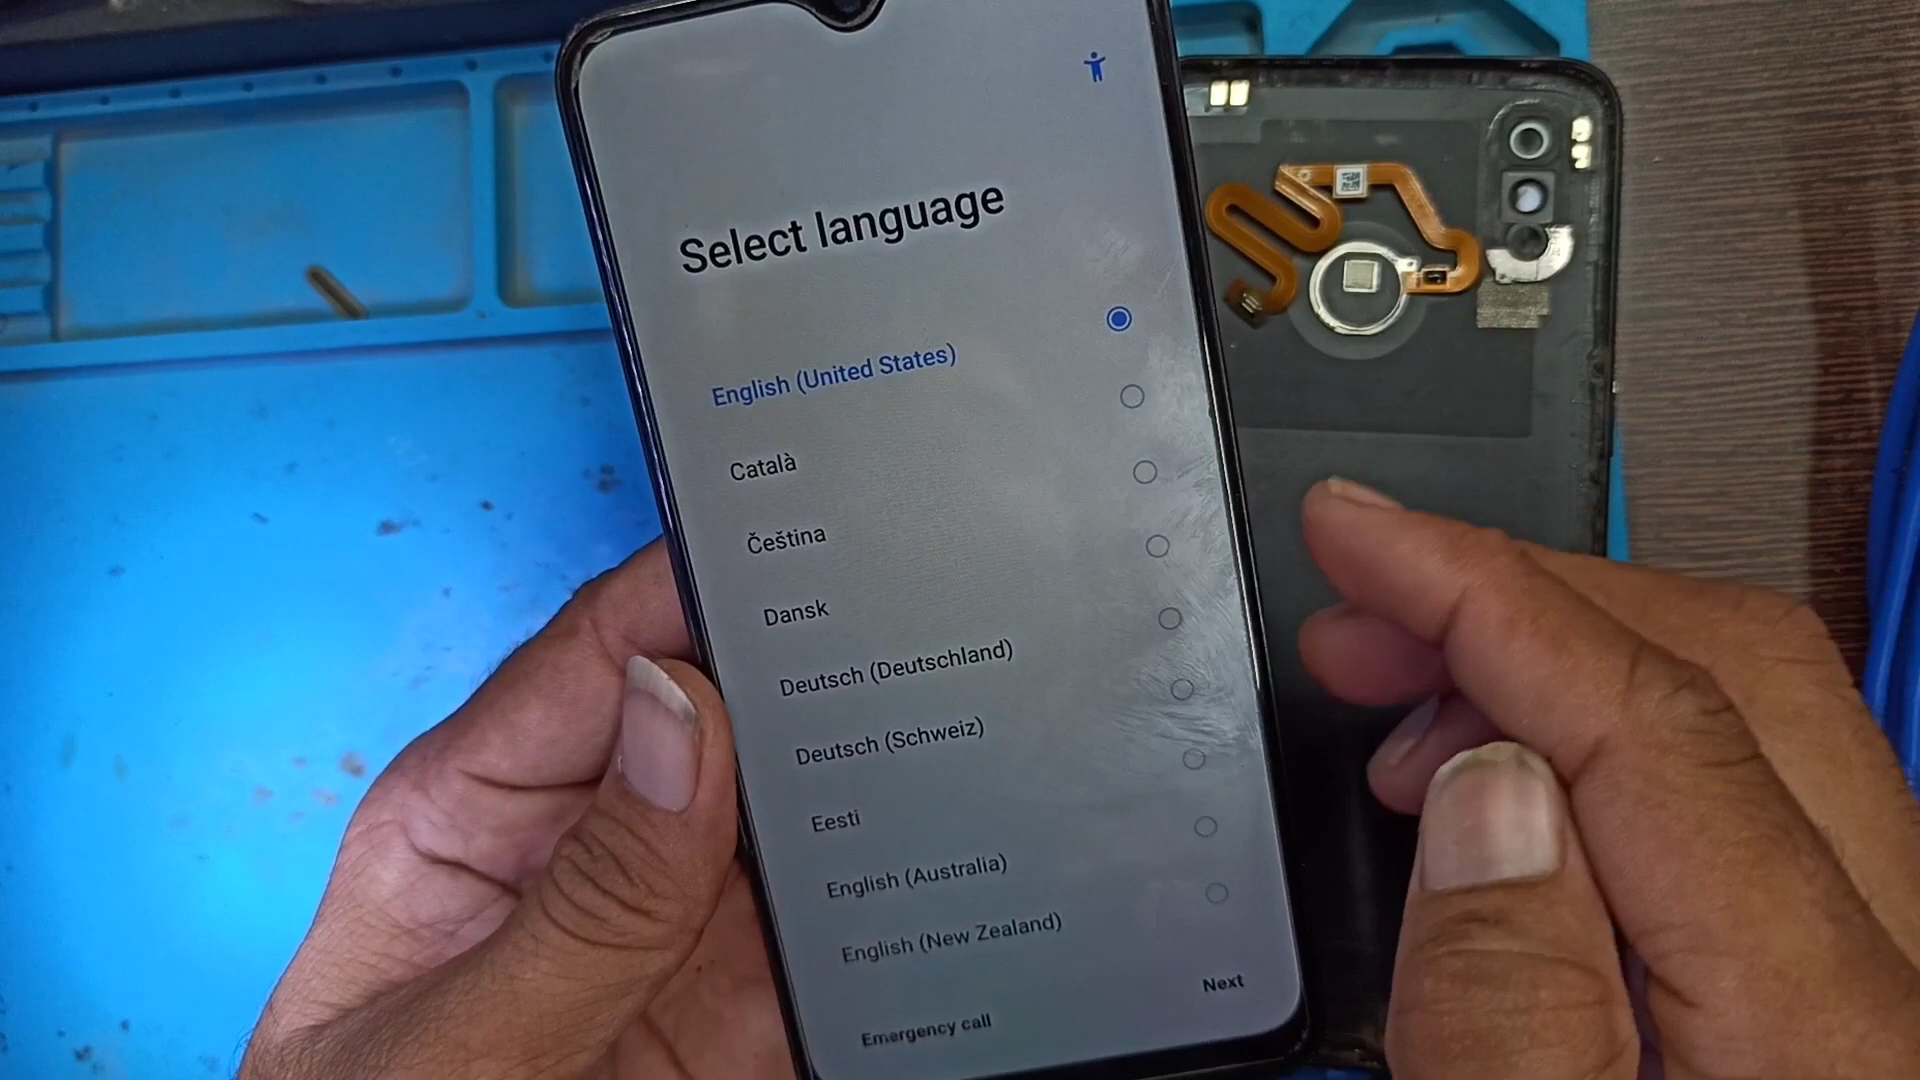 Select language
English (United States)
Català
Čeština
Dansk
Deutsch (Deutschland)
Deutsch (Schweiz)
Eesti
English (Australia)
English (New Zealand)
Next
Emergency call